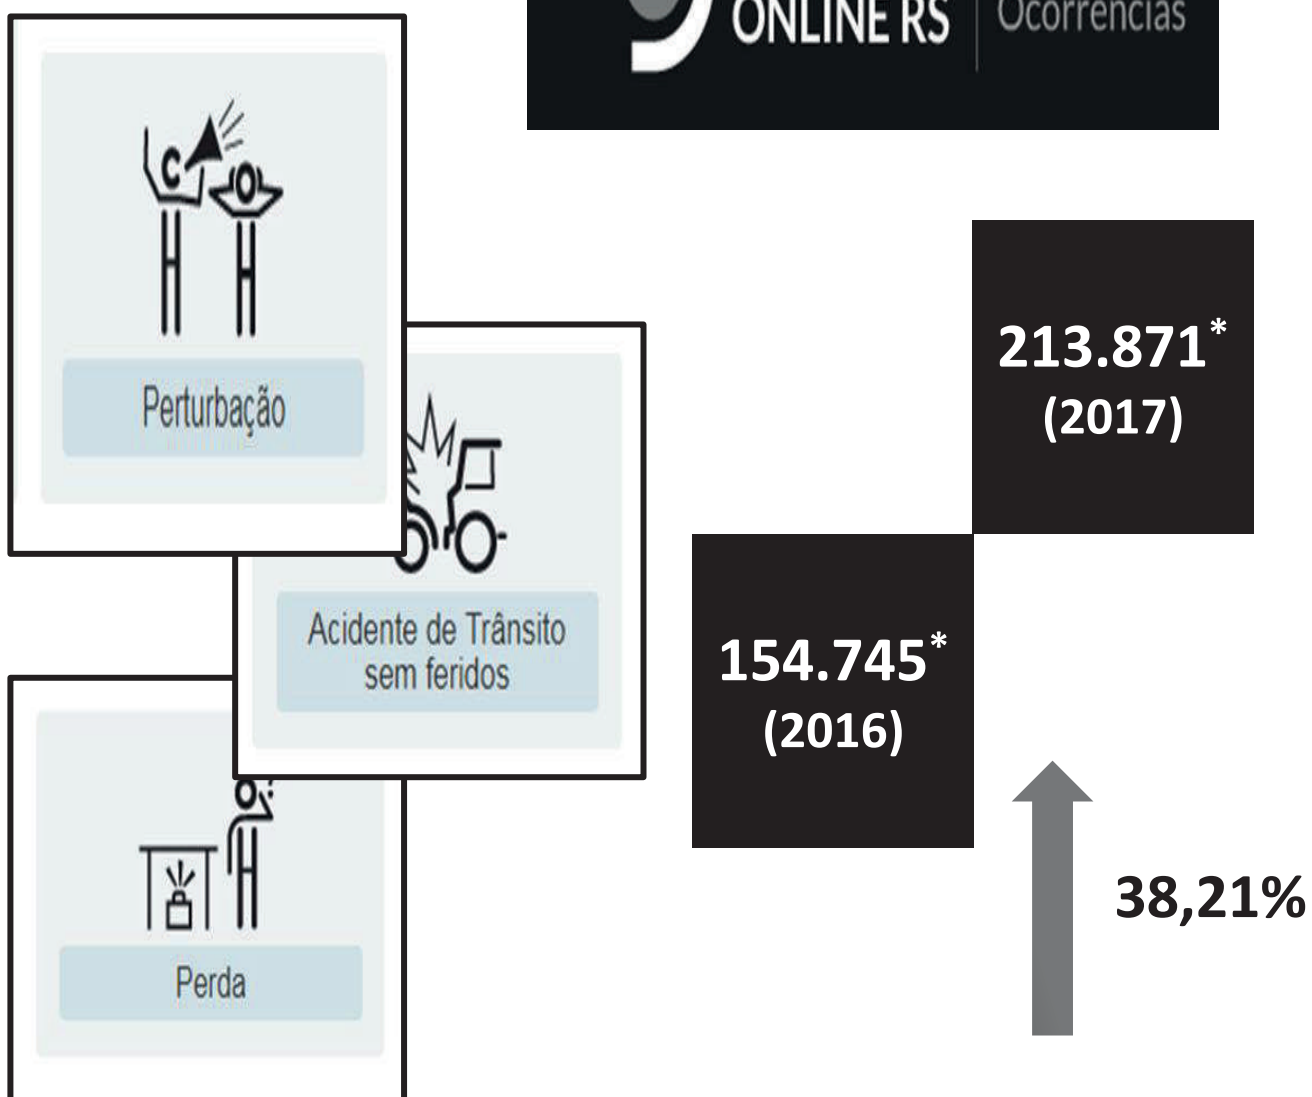 ONLINE RS
Ocorrências
Perturbação
213.871*
(2017)
Acidente de Trânsito
sem feridos
154.745*
(2016)
38,21%
Perda